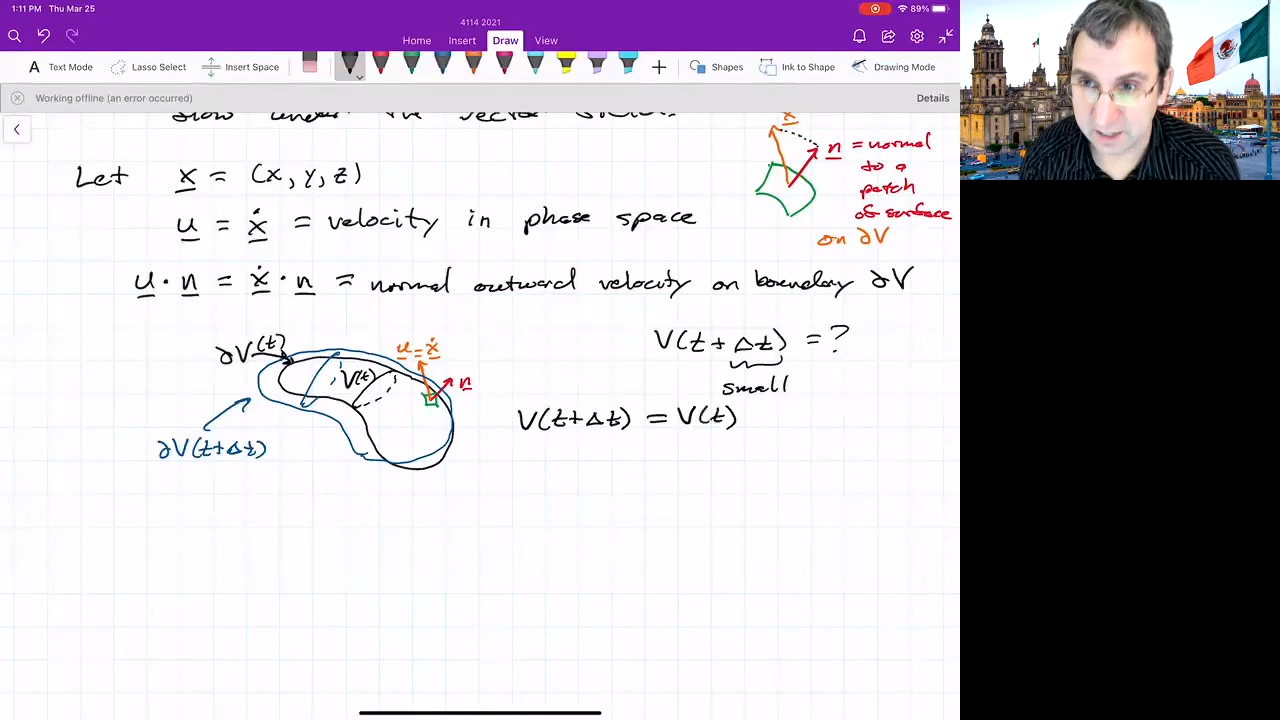 1:11 PM Thu Mar 25
89%
4114 2021
Home Insert Draw View
Text Mode Lasso Select Insert Space Shapes Ink to Shape Drawing Mode
Working offline (an error occurred) Details
the vector
Let x = (x, y, z)
u = ẋ = velocity in phase space
u · n = ẋ · n = normal outward velocity on boundary ∂V
ẋ
n = normal
to a
patch
of surface
on ∂V
∂V(t)
V(t)
u = ẋ
n
∂V(t+Δt)
V(t + Δt) = ?
small
V(t+Δt) = V(t)